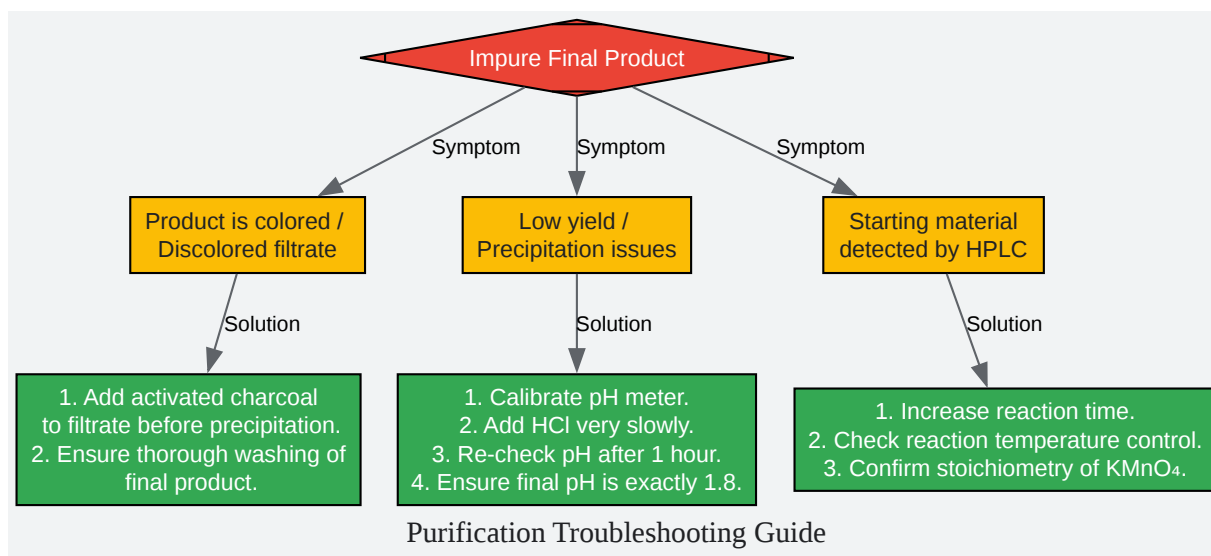 Impure Final Product
Symptom
Symptom
Symptom
Product is colored /
Discolored filtrate
Low yield /
Precipitation issues
Starting material
detected by HPLC
Solution
Solution
Solution
1. Add activated charcoal
to filtrate before precipitation.
2. Ensure thorough washing of
final product.
1. Calibrate pH meter.
2. Add HCl very slowly.
3. Re-check pH after 1 hour.
4. Ensure final pH is exactly 1.8.
1. Increase reaction time.
2. Check reaction temperature control.
3. Confirm stoichiometry of KMnO₄.
Purification Troubleshooting Guide